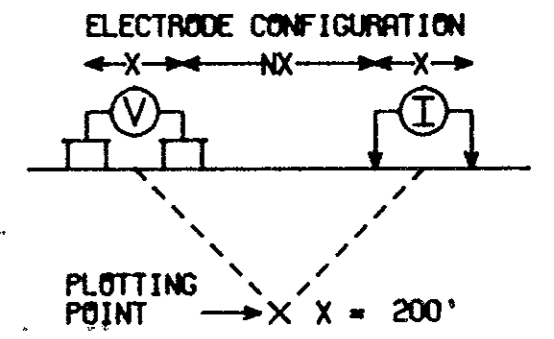 ELECTRODE CONFIGURATION
X NX X
V I
PLOTTING
POINT X X = 200'